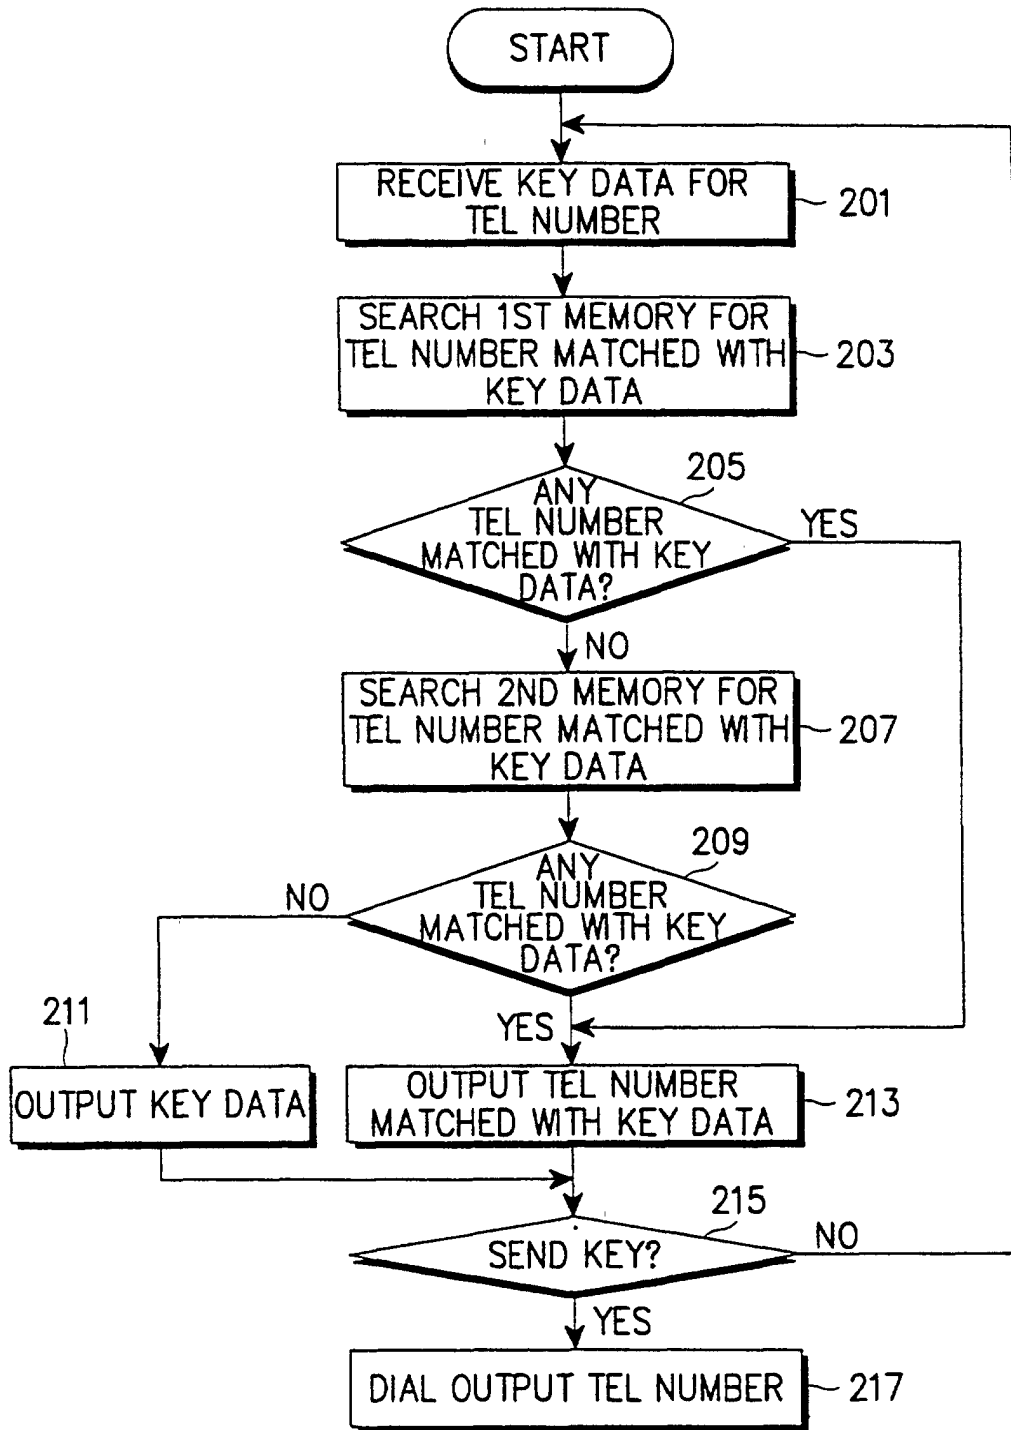 START
RECEIVE KEY DATA FOR
TEL NUMBER
201
SEARCH 1ST MEMORY FOR
TEL NUMBER MATCHED WITH
KEY DATA
203
205
ANY
TEL NUMBER
MATCHED WITH KEY
DATA?
YES
NO
SEARCH 2ND MEMORY FOR
TEL NUMBER MATCHED WITH
KEY DATA
207
209
ANY
TEL NUMBER
MATCHED WITH KEY
DATA?
NO
YES
211
OUTPUT KEY DATA
OUTPUT TEL NUMBER
MATCHED WITH KEY DATA
213
215
SEND KEY?
NO
YES
DIAL OUTPUT TEL NUMBER
217